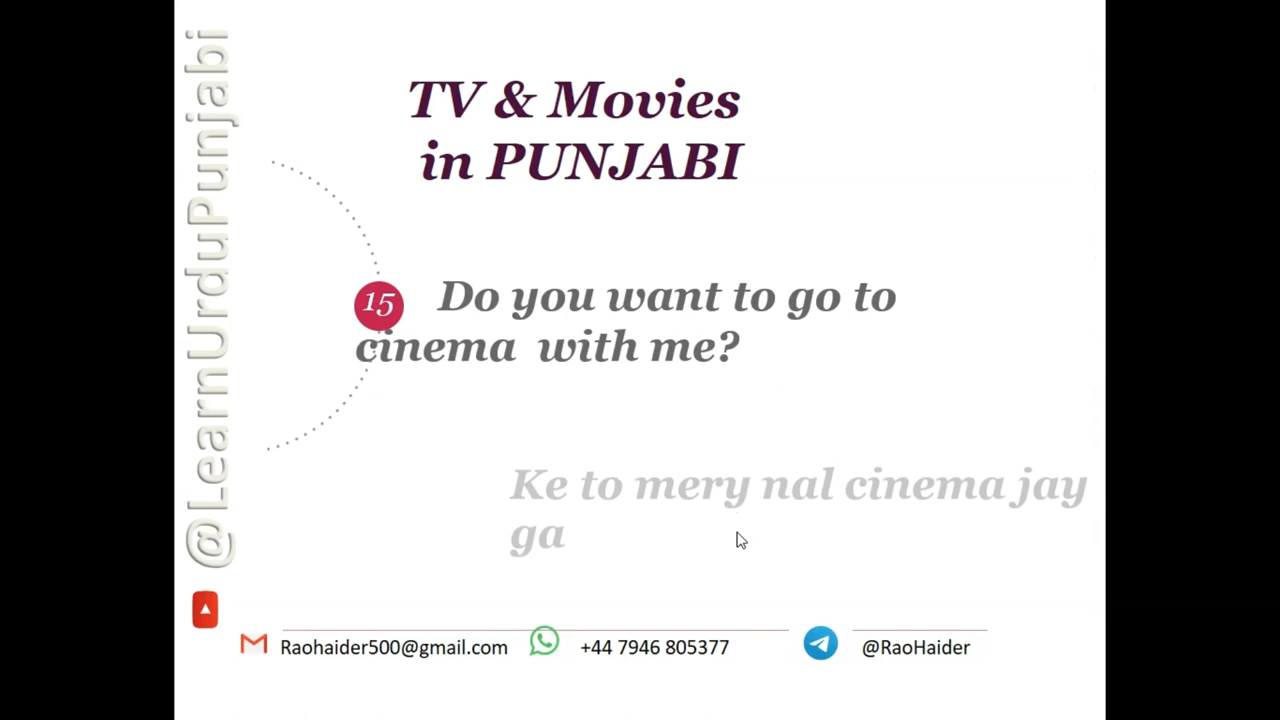 @LearnUrduPunjabi
TV & Movies
in PUNJABI
15 Do you want to go to
cinema with me?
Ke to mery nal cinema jay
ga
Raohaider500@gmail.com +44 7946 805377 @RaoHaider